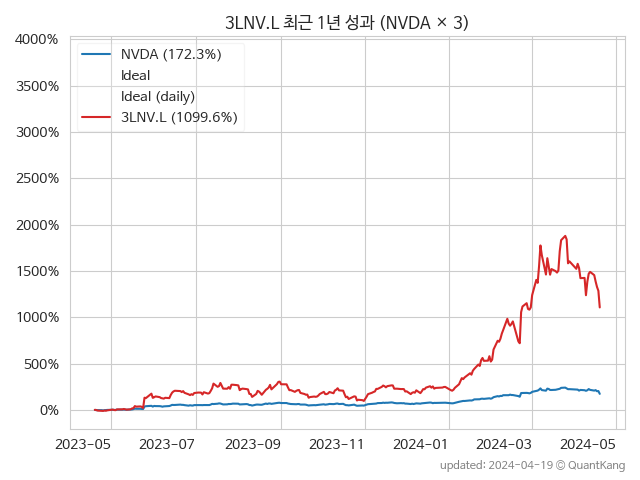 3LNV.L 최근 1년 성과 (NVDA × 3)
4000%
3500%
3000%
2500%
2000%
1500%
1000%
500%
0%
NVDA (172.3%)
Ideal
Ideal (daily)
3LNV.L (1099.6%)
2023-05 2023-07 2023-09 2023-11 2024-01 2024-03 2024-05
updated: 2024-04-19 @ QuantKang